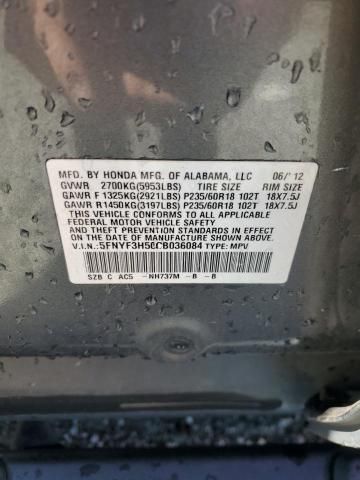 MFD. BY HONDA MFG. OF ALABAMA, LLC 06/'12
GVWR 2700KG(5953LBS) TIRE SIZE RIM SIZE
GAWR F 1325KG(2921LBS) P235/60R18 102T 18X7.5J
GAWR R 1450KG(3197LBS) P235/60R18 102T 18X7.5J
THIS VEHICLE CONFORMS TO ALL APPLICABLE
FEDERAL MOTOR VEHICLE SAFETY AND
THEFT PREVENTION STANDARDS IN EFFECT ON
THE DATE OF MANUFACTURE SHOWN ABOVE.
V.I.N.: 5FNYF3H5ECB036084 TYPE: MPV
SZB C AC5 -NH737M -B -B